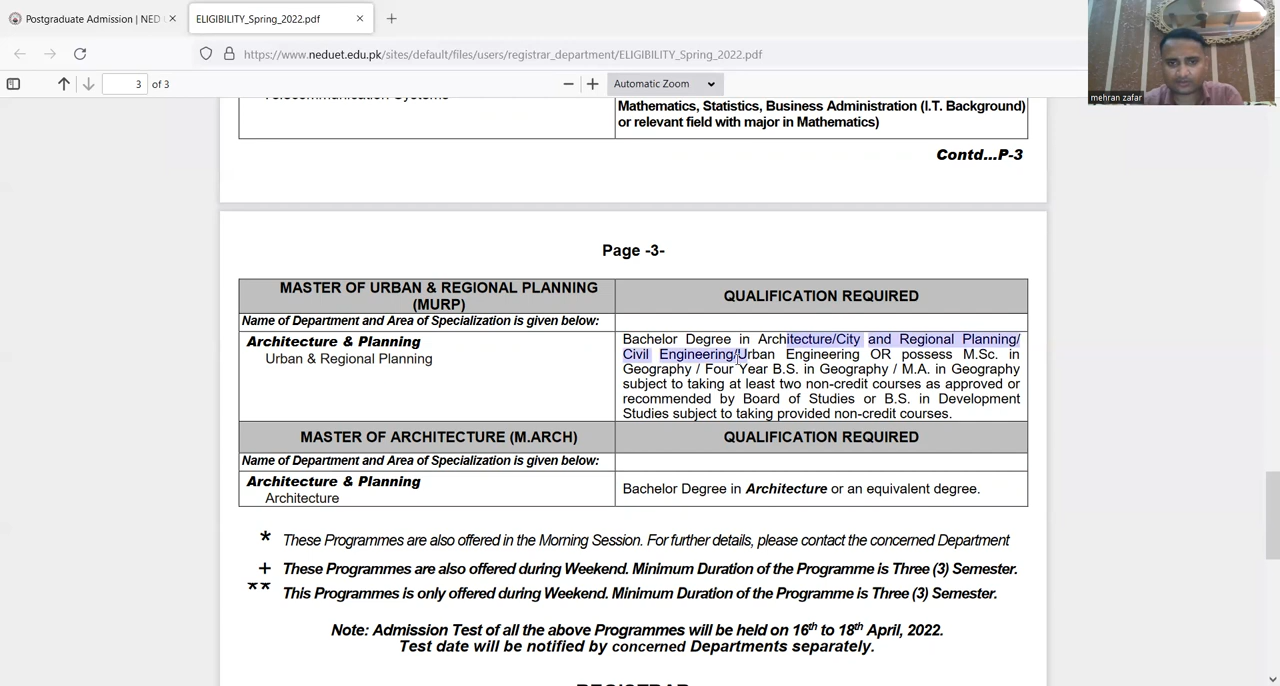 Postgraduate Admission | NED
ELIGIBILITY_Spring_2022.pdf
https://www.neduet.edu.pk/sites/default/files/users/registrar_department/ELIGIBILITY_Spring_2022.pdf
3 of 3
Automatic Zoom
mehran zafar
Telecommunication Systems
Mathematics, Statistics, Business Administration (I.T. Background)
or relevant field with major in Mathematics)
Contd...P-3
Page -3-
MASTER OF URBAN & REGIONAL PLANNING
(MURP)
QUALIFICATION REQUIRED
Name of Department and Area of Specialization is given below:
Architecture & Planning
Urban & Regional Planning
Bachelor Degree in Architecture/City and Regional Planning/
Civil Engineering/Urban Engineering OR possess M.Sc. in
Geography / Four Year B.S. in Geography / M.A. in Geography
subject to taking at least two non-credit courses as approved or
recommended by Board of Studies or B.S. in Development
Studies subject to taking provided non-credit courses.
MASTER OF ARCHITECTURE (M.ARCH)
QUALIFICATION REQUIRED
Name of Department and Area of Specialization is given below:
Architecture & Planning
Architecture
Bachelor Degree in Architecture or an equivalent degree.
* These Programmes are also offered in the Morning Session. For further details, please contact the concerned Department
+ These Programmes are also offered during Weekend. Minimum Duration of the Programme is Three (3) Semester.
** This Programmes is only offered during Weekend. Minimum Duration of the Programme is Three (3) Semester.
Note: Admission Test of all the above Programmes will be held on 16th to 18th April, 2022.
Test date will be notified by concerned Departments separately.
REGISTRAR